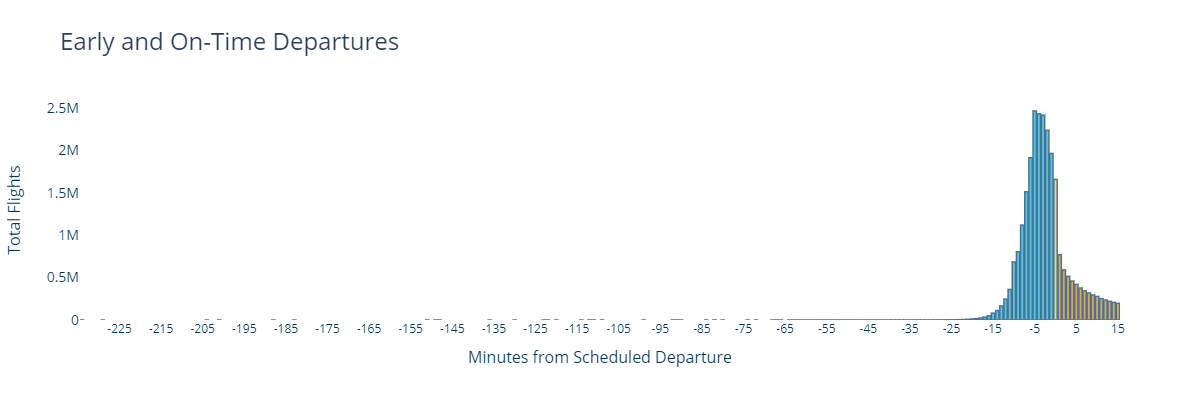 Early and On-Time Departures
2.5M
2M
1.5M
1M
0.5M
0
Total Flights
-225 -215 -205 -195 -185 -175 -165 -155 -145 -135 -125 -115 -105 -95 -85 -75 -65 -55 -45 -35 -25 -15 -5 5 15
Minutes from Scheduled Departure